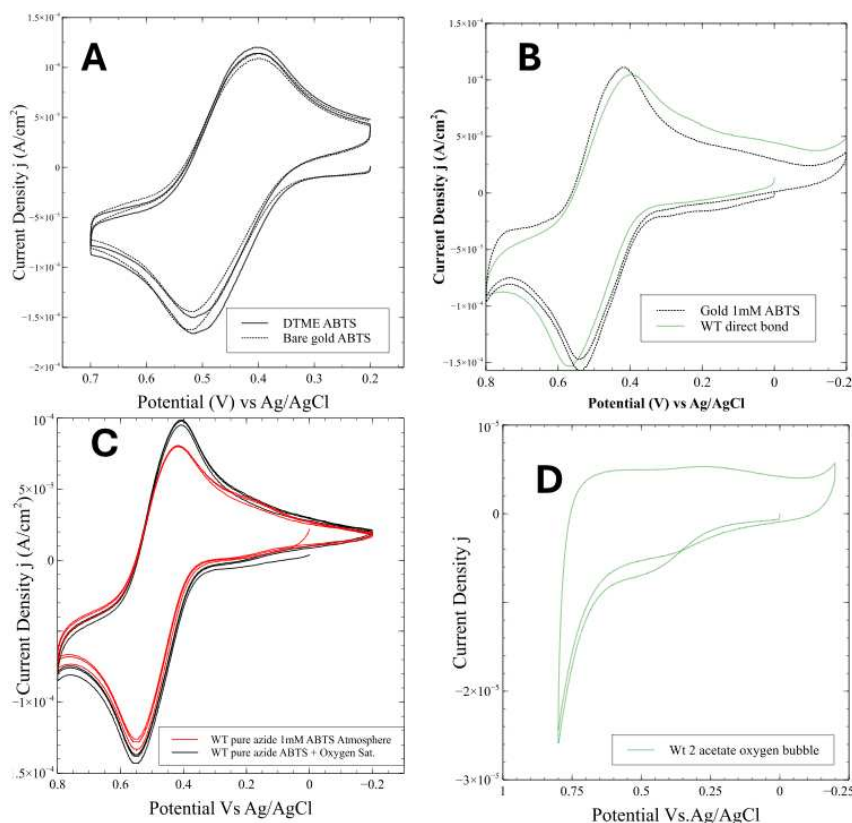 A
Current Density j (A/cm²)
1×10⁻⁴
5×10⁻⁵
0
−5×10⁻⁵
−1×10⁻⁴
−1.5×10⁻⁴
−2×10⁻⁴
DTME ABTS
Bare gold ABTS
0.7 0.6 0.5 0.4 0.3 0.2
Potential (V) vs Ag/AgCl
B
Current Density j (A/cm²)
1×10⁻⁴
5×10⁻⁵
0
−5×10⁻⁵
−1×10⁻⁴
−1.5×10⁻⁴
Gold 1mM ABTS
WT direct bond
0.8 0.6 0.4 0.2 0 −0.2
Potential (V) vs Ag/AgCl
C
Current Density j (A/cm²)
10⁻⁴
5×10⁻⁵
0
−1×10⁻⁴
.5×10⁻⁴
WT pure azide 1mM ABTS Atmosphere
WT pure azide ABTS + Oxygen Sat.
0.8 0.6 0.4 0.2 0 −0.2
Potential Vs Ag/AgCl
D
Current Density j
10⁻⁵
0
−2×10⁻⁵
−3×10⁻⁵
Wt 2 acetate oxygen bubble
1 0.75 0.5 0.25 0 −0.25
Potential Vs.Ag/AgCl